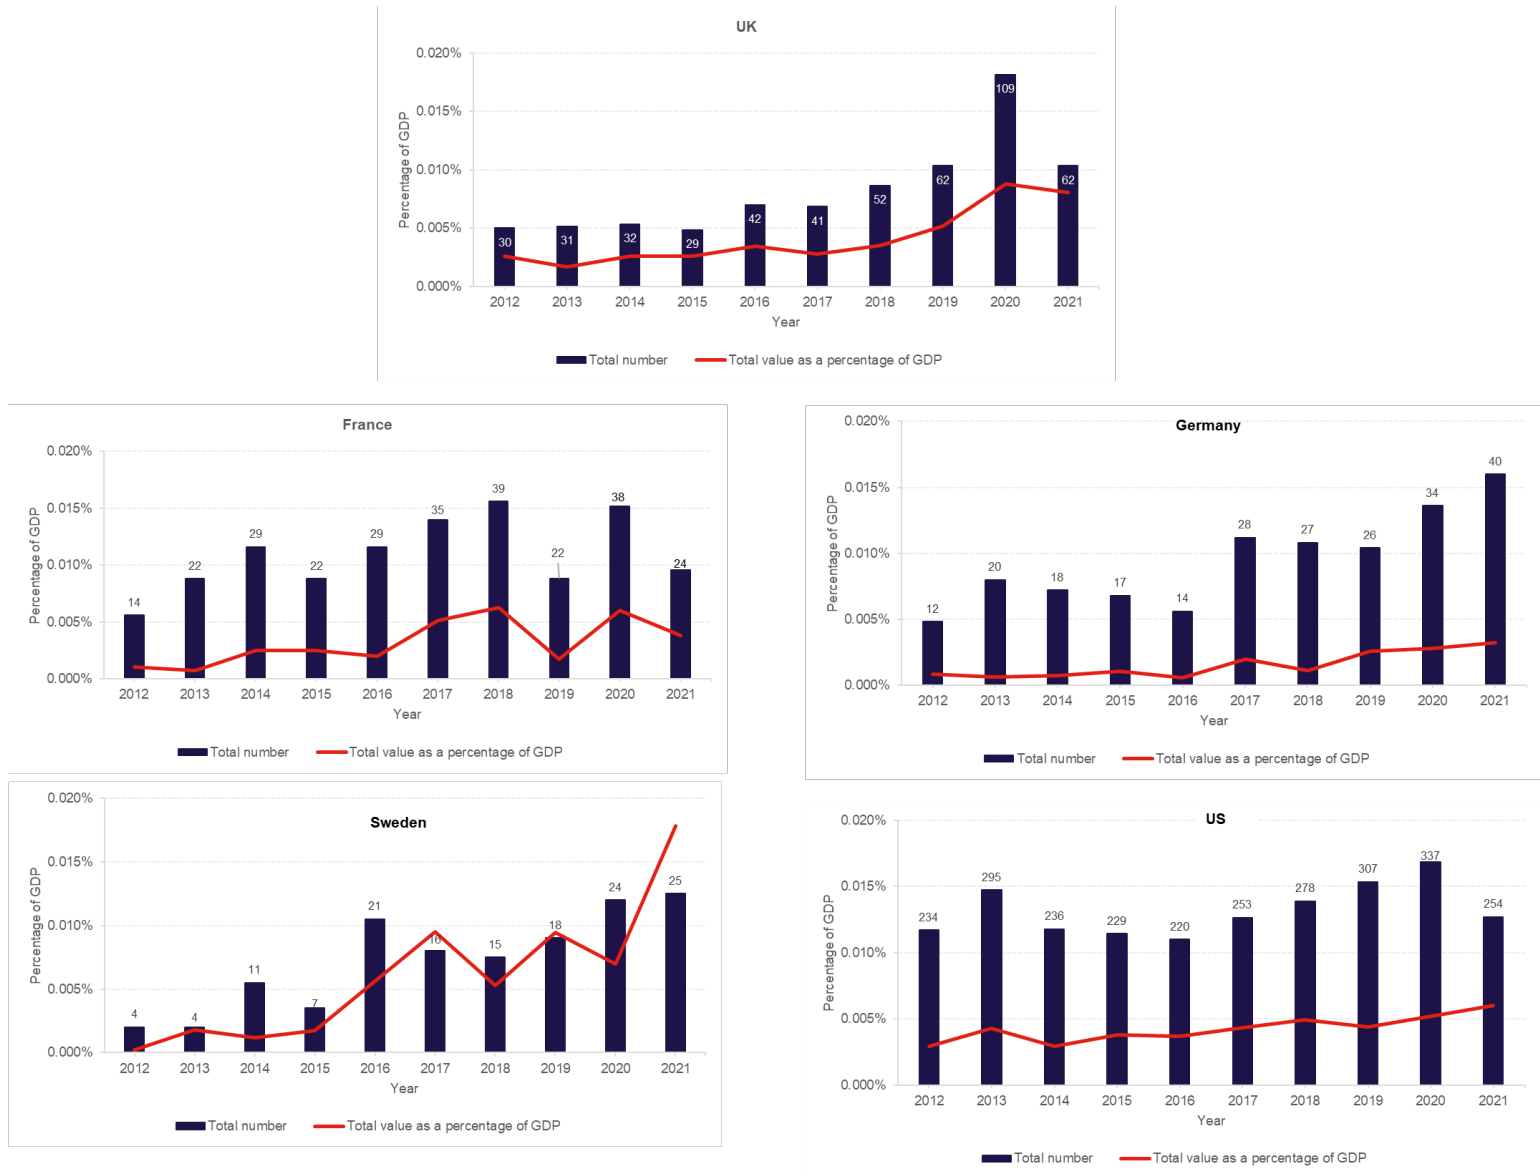 UK
0.020%
0.015%
0.010%
0.005%
0.000%
Percentage of GDP
30 31 32 29 42 41 52 62 109 62
2012 2013 2014 2015 2016 2017 2018 2019 2020 2021
Year
Total number Total value as a percentage of GDP
France
0.020%
0.015%
0.010%
0.005%
0.000%
Percentage of GDP
14 22 29 22 29 35 39 22 38 24
2012 2013 2014 2015 2016 2017 2018 2019 2020 2021
Year
Total number Total value as a percentage of GDP
Germany
0.020%
0.015%
0.010%
0.005%
0.000%
Percentage of GDP
12 20 18 17 14 28 27 26 34 40
2012 2013 2014 2015 2016 2017 2018 2019 2020 2021
Year
Total number Total value as a percentage of GDP
Sweden
0.020%
0.015%
0.010%
0.005%
0.000%
Percentage of GDP
4 4 11 7 21 16 15 18 24 25
2012 2013 2014 2015 2016 2017 2018 2019 2020 2021
Year
Total number Total value as a percentage of GDP
US
0.020%
0.015%
0.010%
0.005%
0.000%
Percentage of GDP
234 295 236 229 220 253 278 307 337 254
2012 2013 2014 2015 2016 2017 2018 2019 2020 2021
Year
Total number Total value as a percentage of GDP